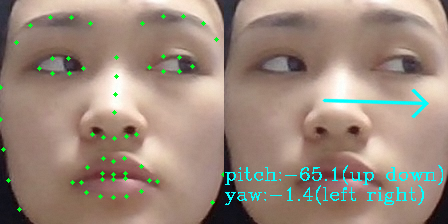 pitch:-65.1(up down)
yaw:-1.4(left right)